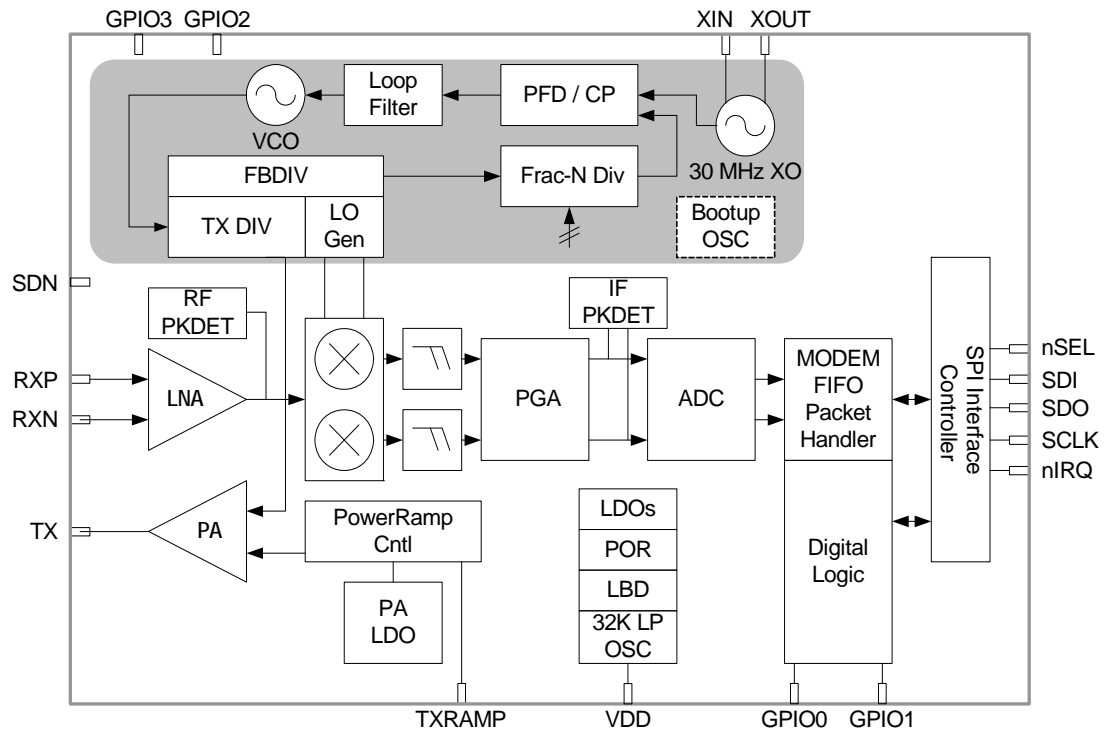 GPIO3 GPIO2
XIN XOUT
Loop
Filter
PFD / CP
VCO
30 MHz XO
FBDIV
TX DIV
LO
Gen
Frac-N Div
Bootup
OSC
SDN
RF
PKDET
IF
PKDET
RXP
RXN
LNA
PGA
ADC
MODEM
FIFO
Packet
Handler
SPI Interface
Controller
nSEL
SDI
SDO
SCLK
nIRQ
TX
PA
PowerRamp
Cntl
PA
LDO
LDOs
POR
LBD
32K LP
OSC
Digital
Logic
TXRAMP
VDD
GPIO0
GPIO1